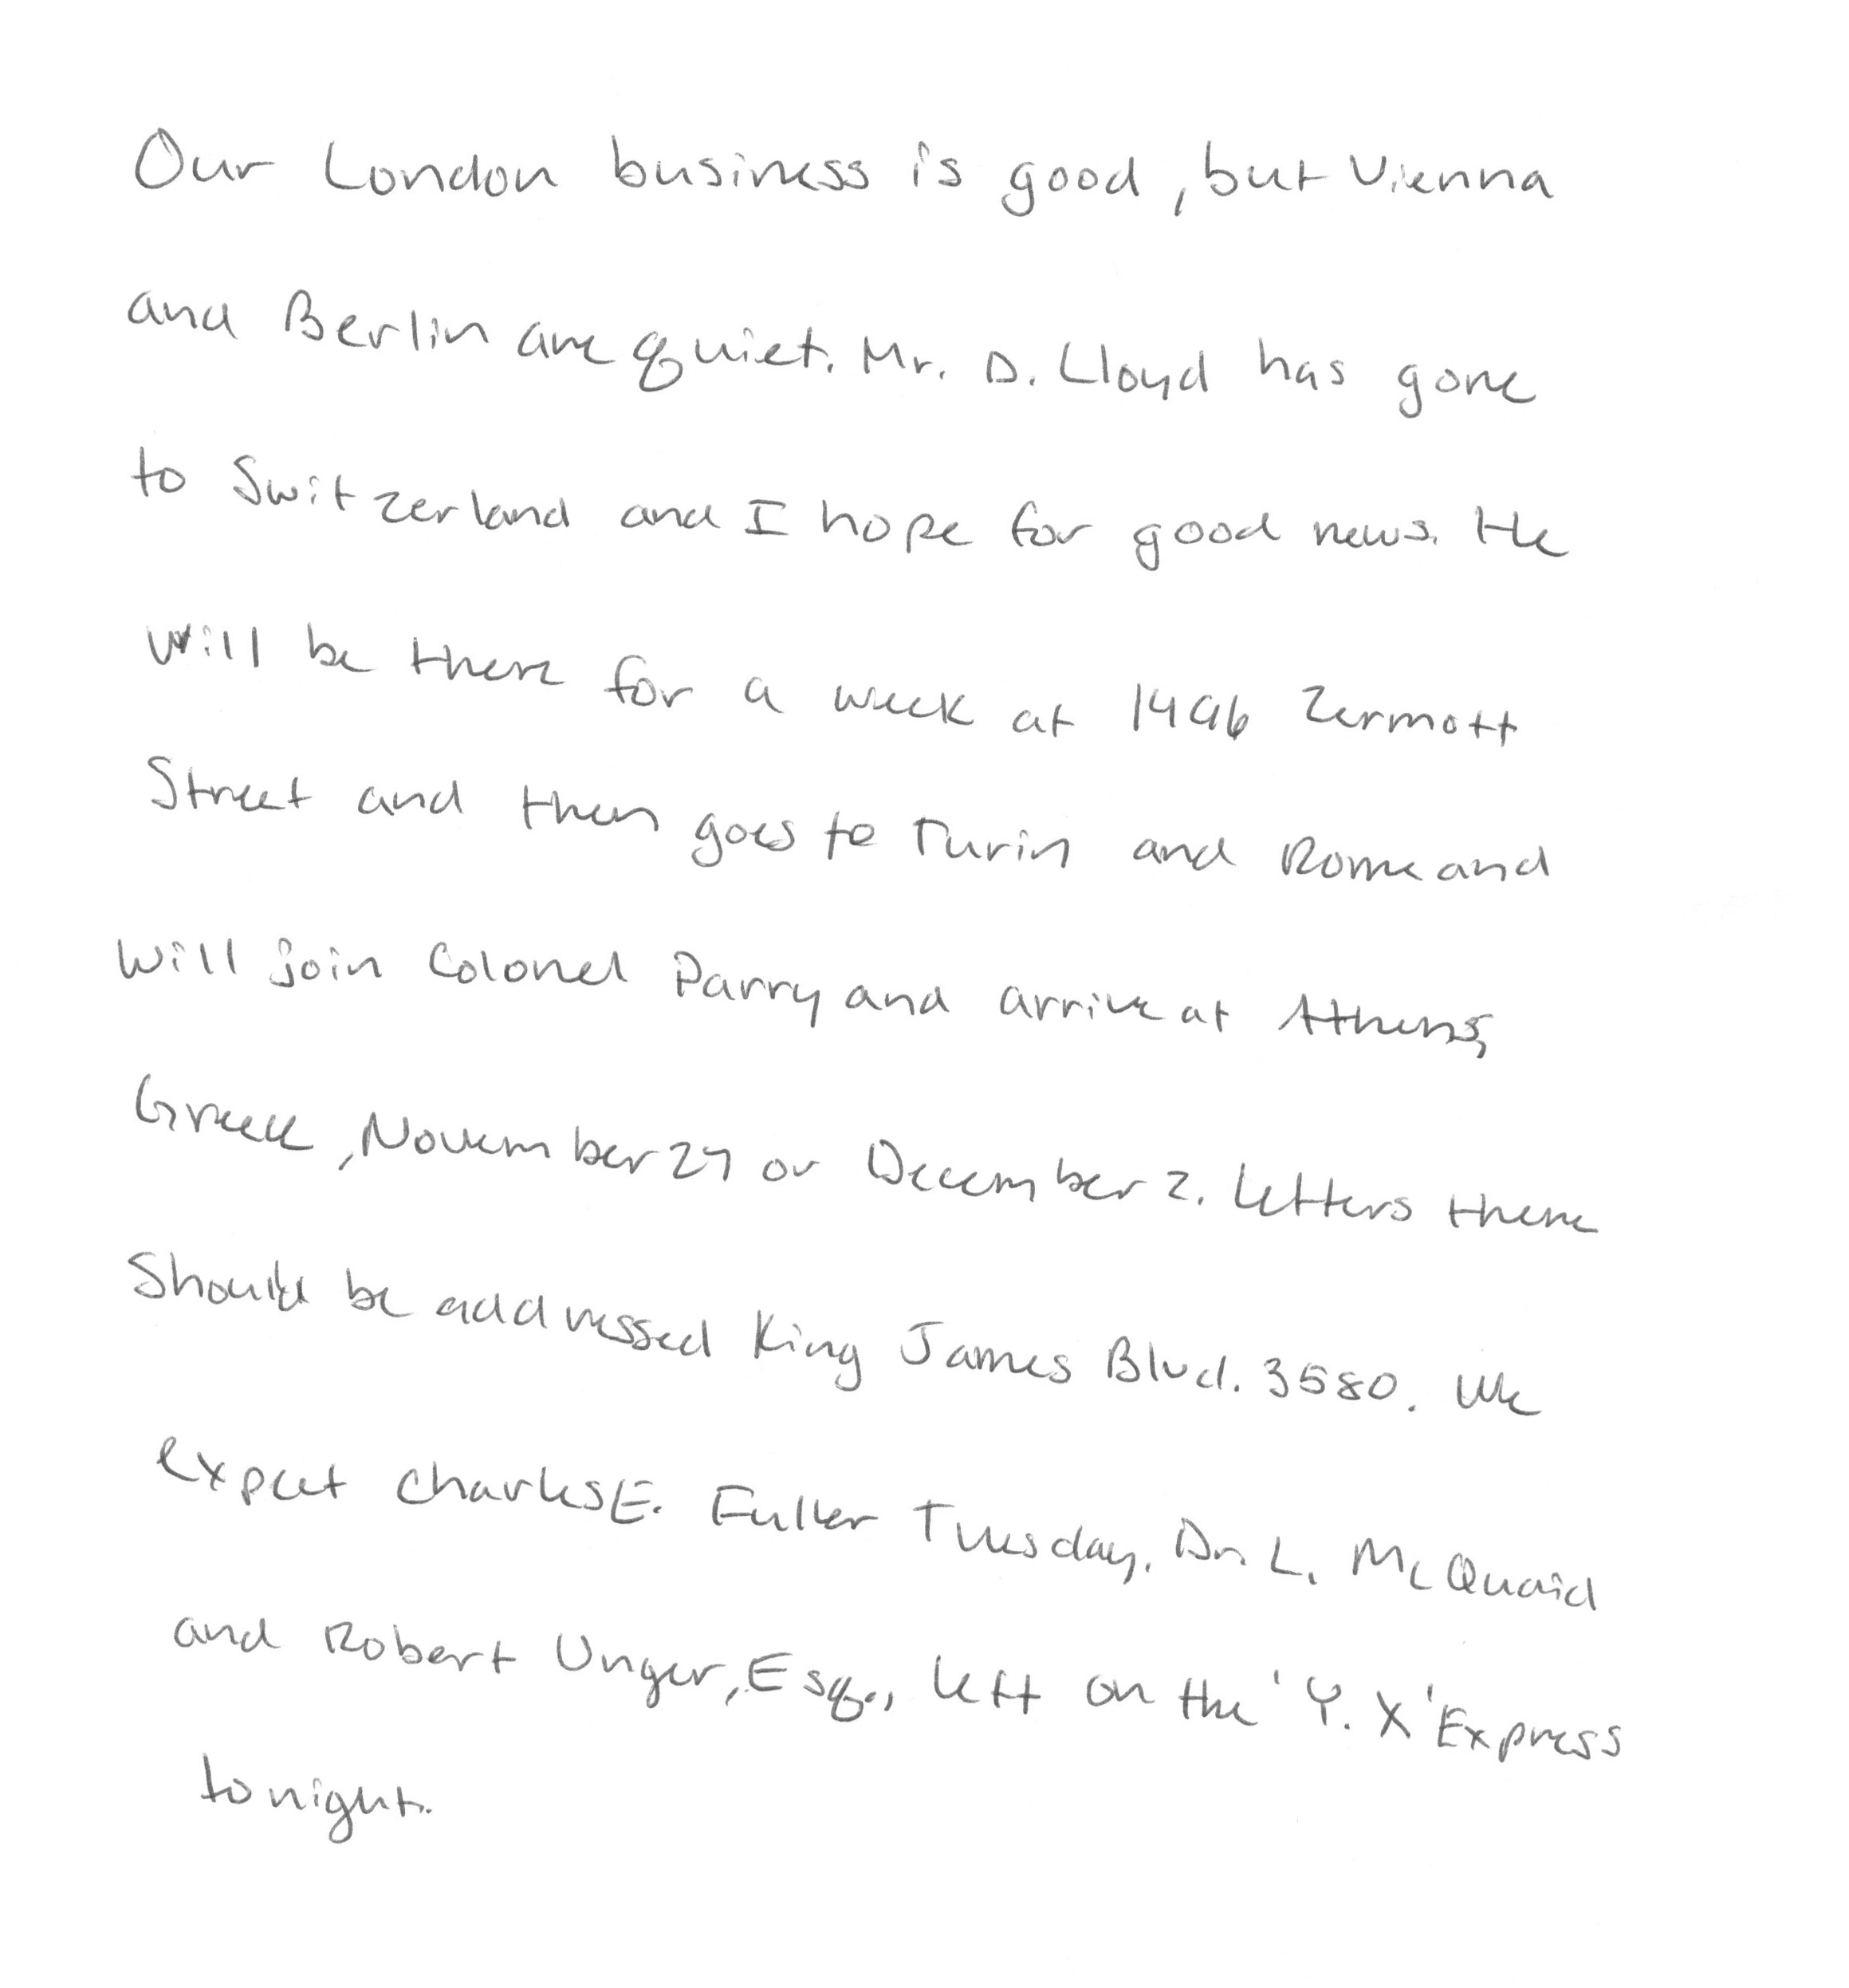 Our London business is good, but Vienna
and Berlin are quiet. Mr. D. Lloyd has gone
to Switzerland and I hope for good news. He
will be there for a week at 1496 Zermott
Street and then goes to Turin and Rome and
will join Colonel Parry and arrive at Athens,
Greece, November 27 or December 2. Letters there
should be addressed King James Blvd. 3580. We
expect Charles E. Fuller Tuesday. Dr. L. McQuaid
and Robert Unger, Esq., left on the 'Y. X' Express
tonight.